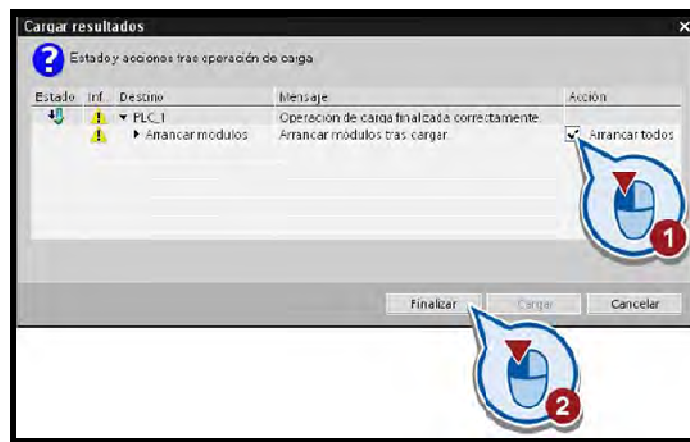 Cargar resultados
Estado y acciones tras operación de carga
Estado Inf. Destino Mensaje Acción
PLC_1 Operación de carga finalizada correctamente.
Arrancar módulos Arrancar módulos tras cargar. Arrancar todos
1
Finalizar Cargar Cancelar
2